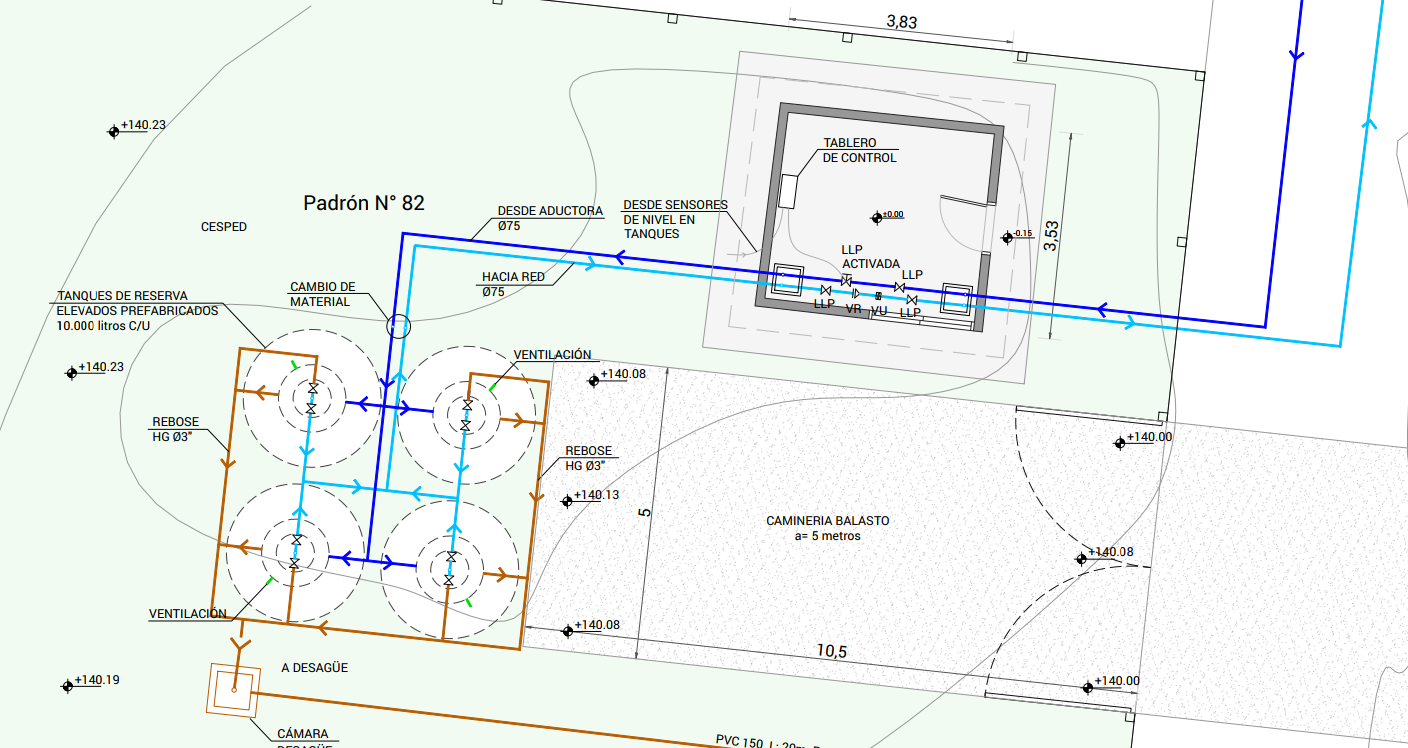 3,83
+140.23
TABLERO
DE CONTROL
Padrón N° 82
CESPED
DESDE ADUCTORA
Ø75
DESDE SENSORES
DE NIVEL EN
TANQUES
±0.00
-0.15
3,53
LLP
ACTIVADA
LLP
HACIA RED
Ø75
CAMBIO DE
MATERIAL
TANQUES DE RESERVA
ELEVADOS PREFABRICADOS
10.000 litros C/U
LLP
VR
VU
LLP
VENTILACIÓN
+140.23
+140.08
REBOSE
HG Ø3"
REBOSE
HG Ø3"
+140.00
+140.13
5
CAMINERIA BALASTO
a= 5 metros
+140.08
VENTILACIÓN
+140.08
10,5
A DESAGÜE
+140.19
+140.00
CÁMARA
DESAGÜE
PVC 150 L: 20m